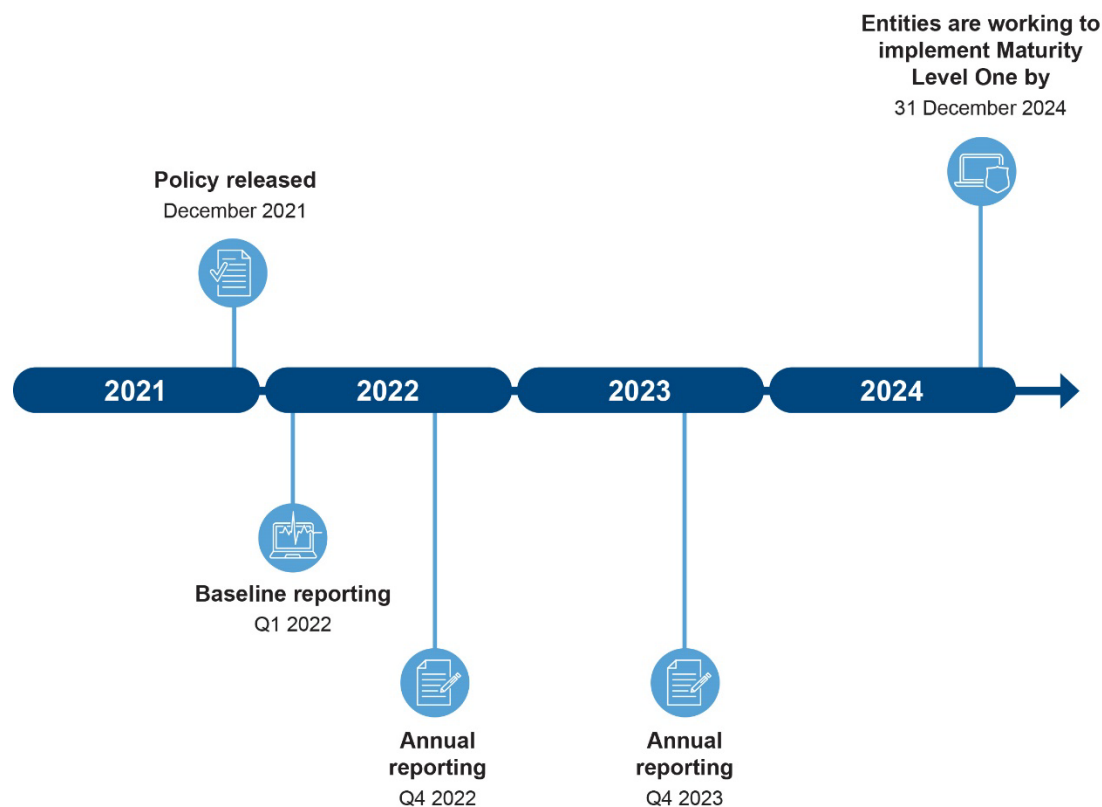 Entities are working to
implement Maturity
Level One by
31 December 2024
Policy released
December 2021
2021
2022
2023
2024
Baseline reporting
Q1 2022
Annual
reporting
Q4 2022
Annual
reporting
Q4 2023